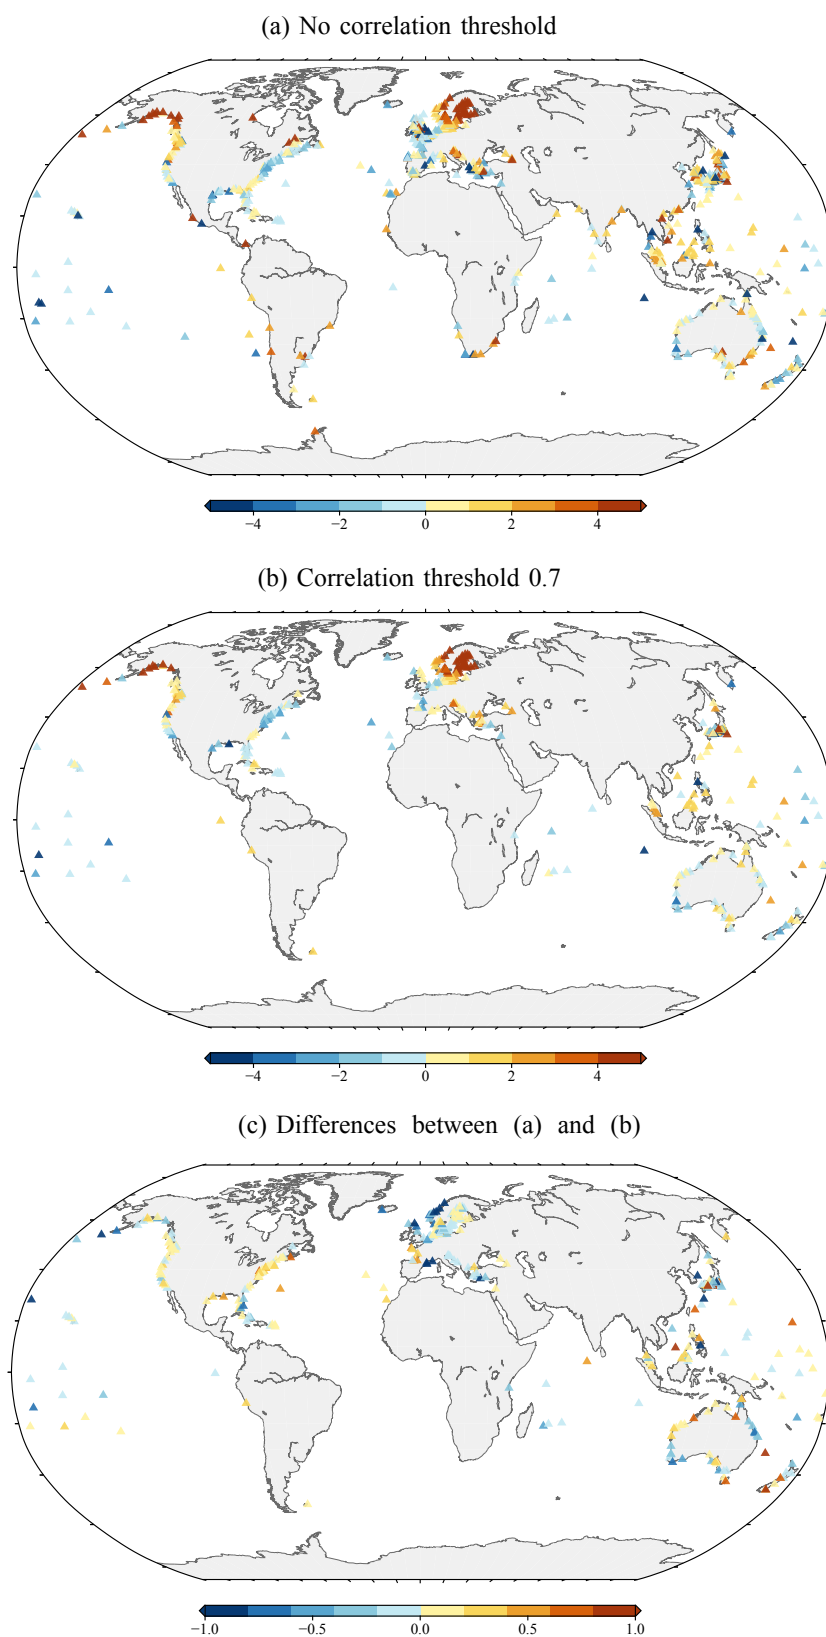 (a) No correlation threshold
−4 −2 0 2 4
(b) Correlation threshold 0.7
−4 −2 0 2 4
(c) Differences between (a) and (b)
−1.0 −0.5 0.0 0.5 1.0